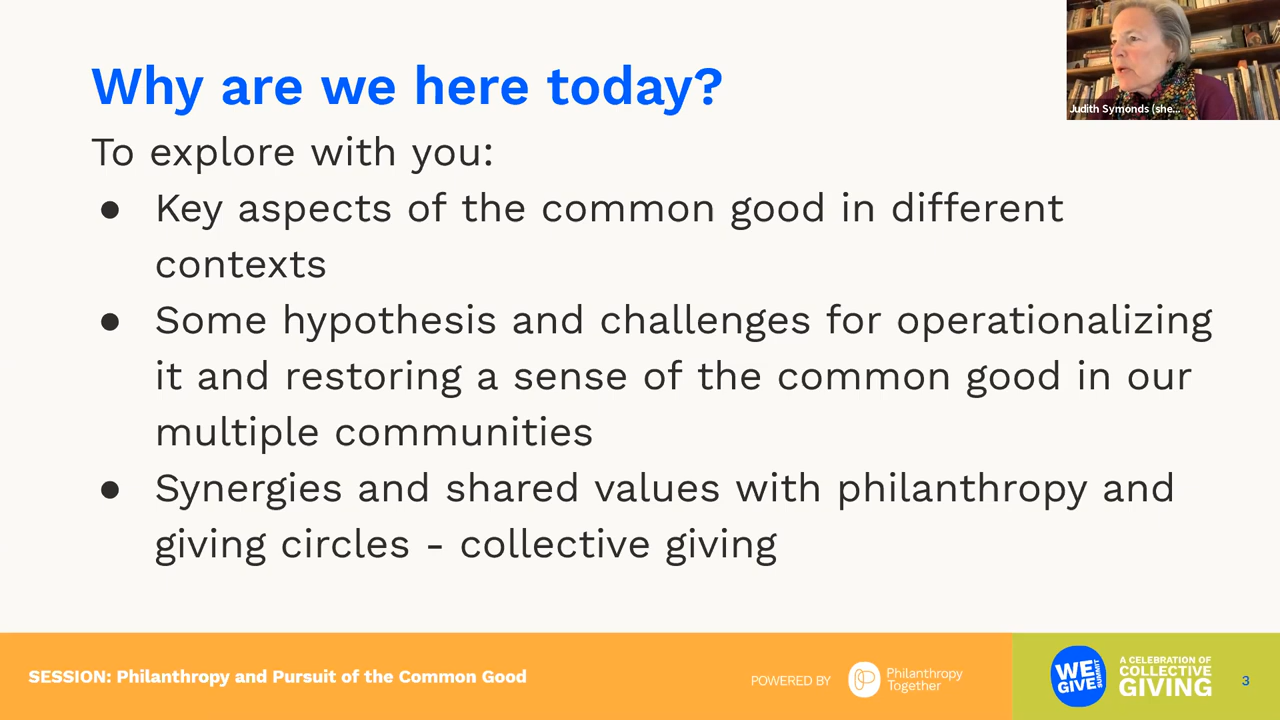 Why are we here today?
Judith Symonds (she...
To explore with you:
● Key aspects of the common good in different
contexts
● Some hypothesis and challenges for operationalizing
it and restoring a sense of the common good in our
multiple communities
● Synergies and shared values with philanthropy and
giving circles - collective giving
SESSION: Philanthropy and Pursuit of the Common Good
POWERED BY
Philanthropy
Together
WE
GIVE
SUMMIT
A CELEBRATION OF
COLLECTIVE
GIVING
3